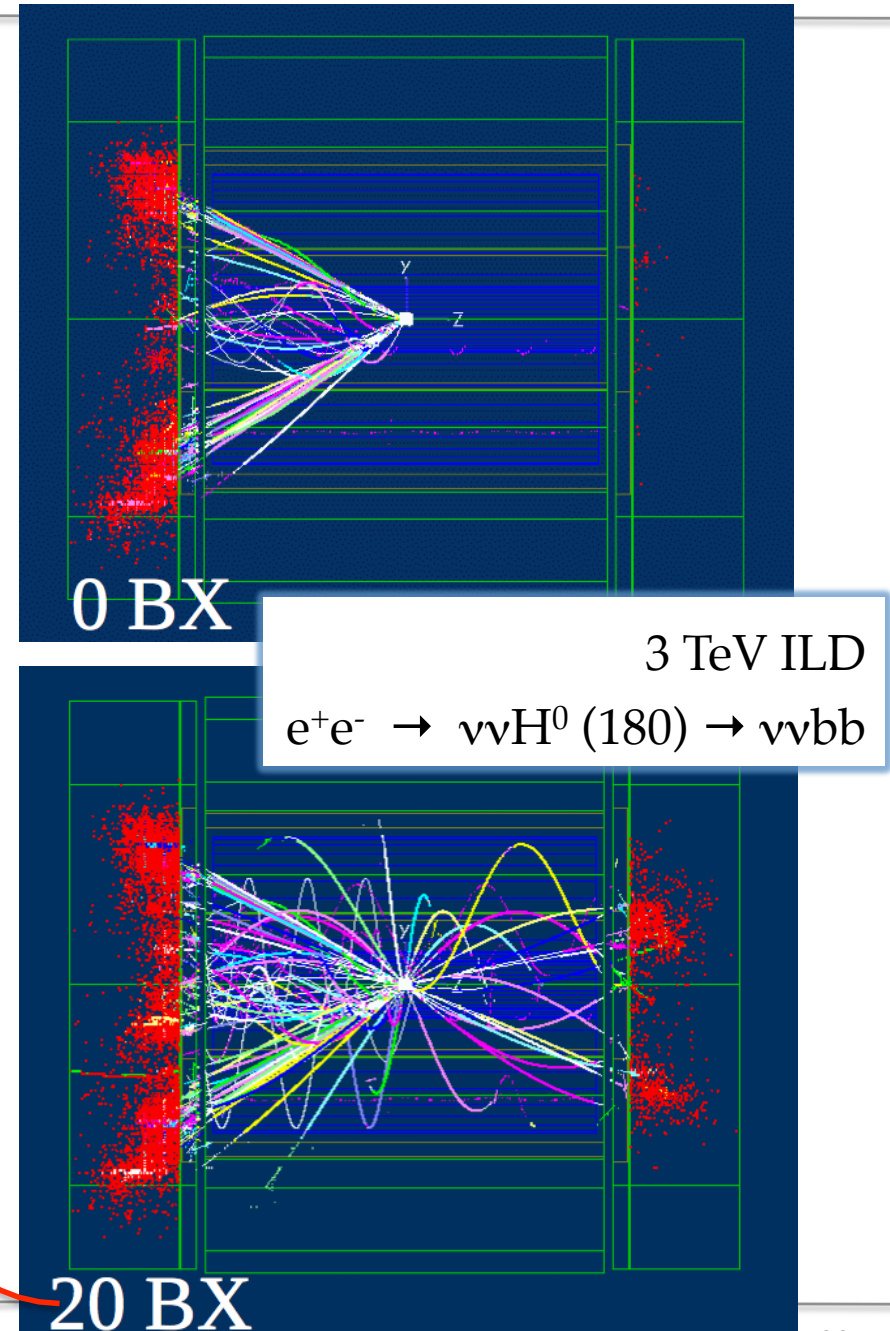 y
Z
0 BX
3 TeV ILD
e⁺e⁻ → ννH⁰ (180) → ννbb
y
20 BX